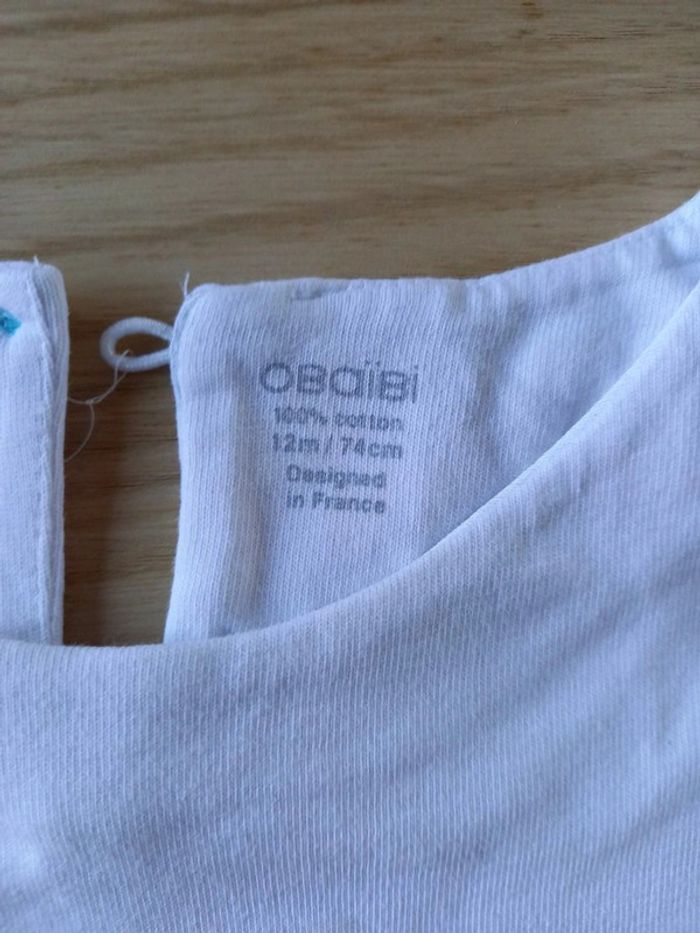 OBaïBi
100% cotton
12m / 74cm
Designed
in France